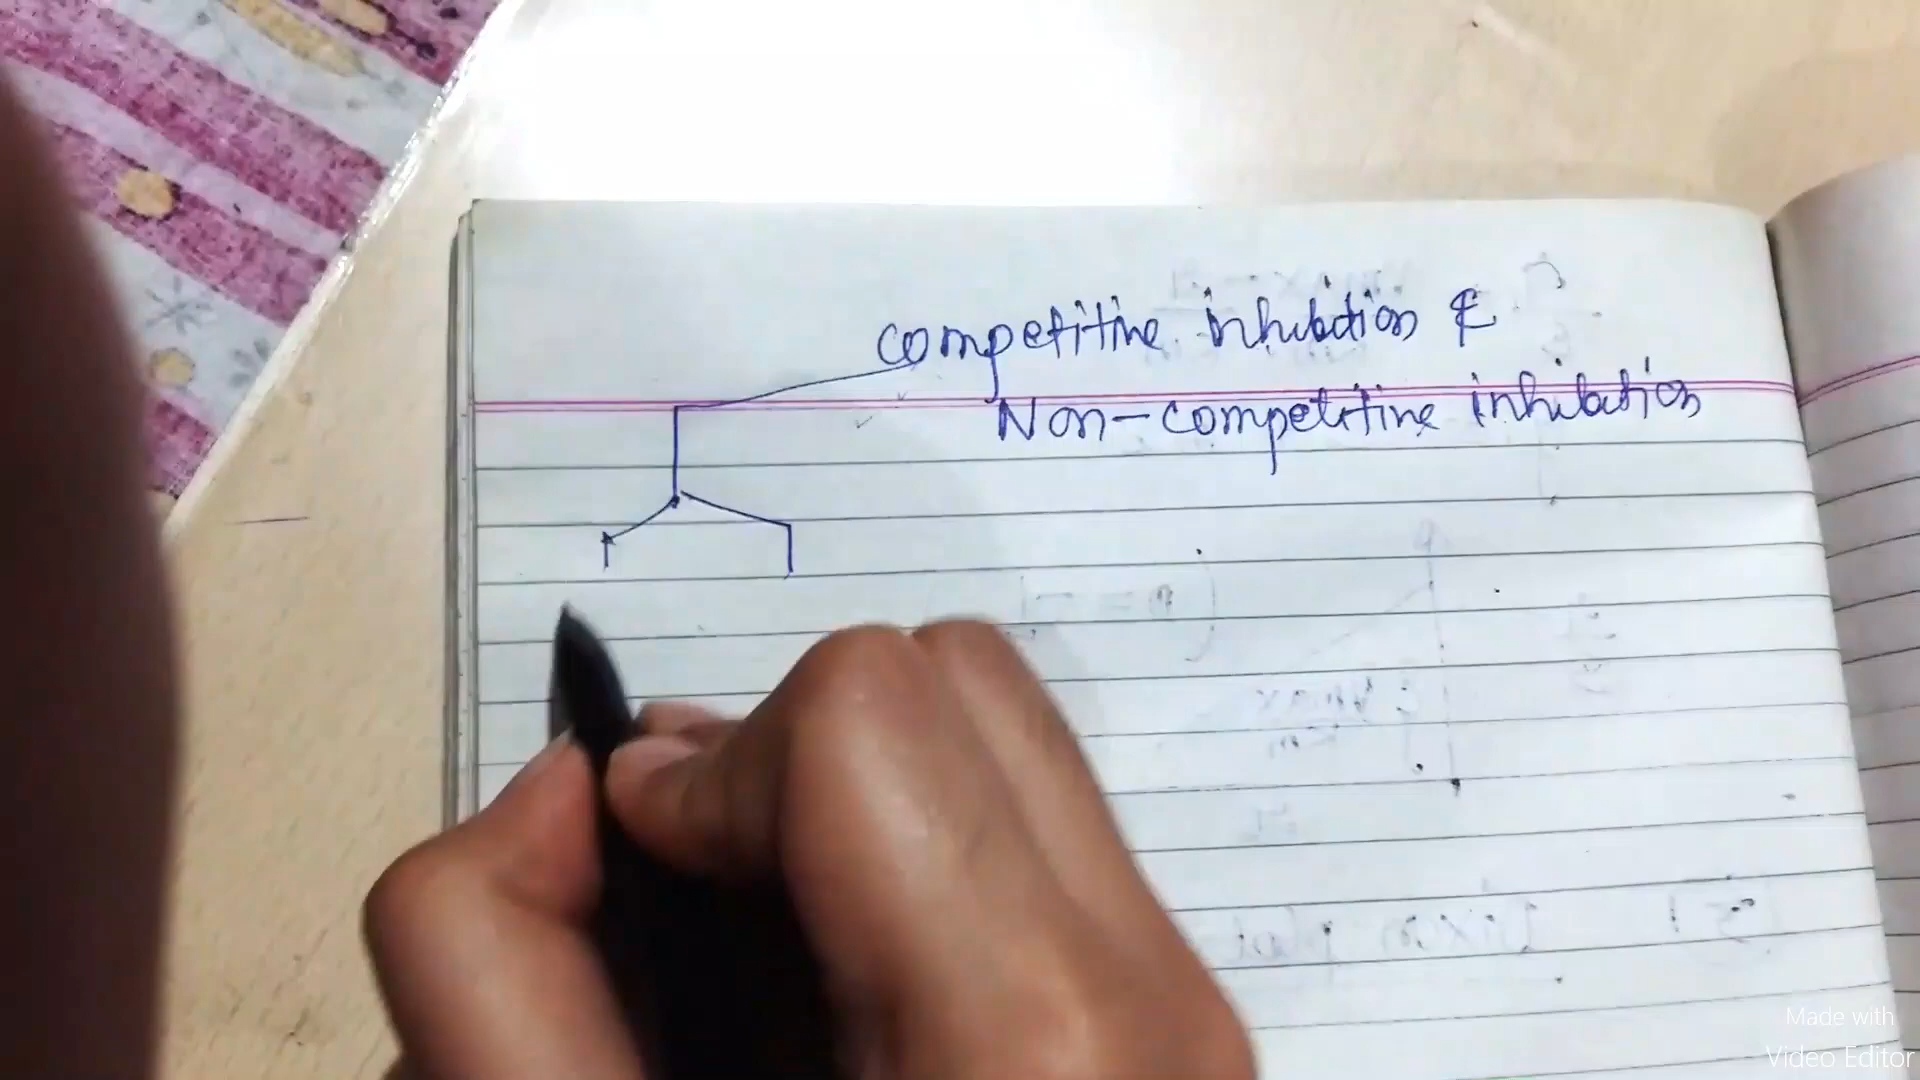 competitive inhibition &
Non-competitive inhibition
Made with
Video Editor